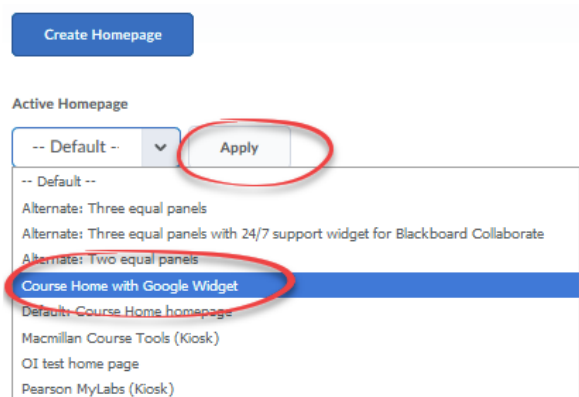 Create Homepage
Active Homepage
-- Default -- Apply
-- Default --
Alternate: Three equal panels
Alternate: Three equal panels with 24/7 support widget for Blackboard Collaborate
Alternate: Two equal panels
Course Home with Google Widget
Default: Course Home homepage
Macmillan Course Tools (Kiosk)
OI test home page
Pearson MyLabs (Kiosk)